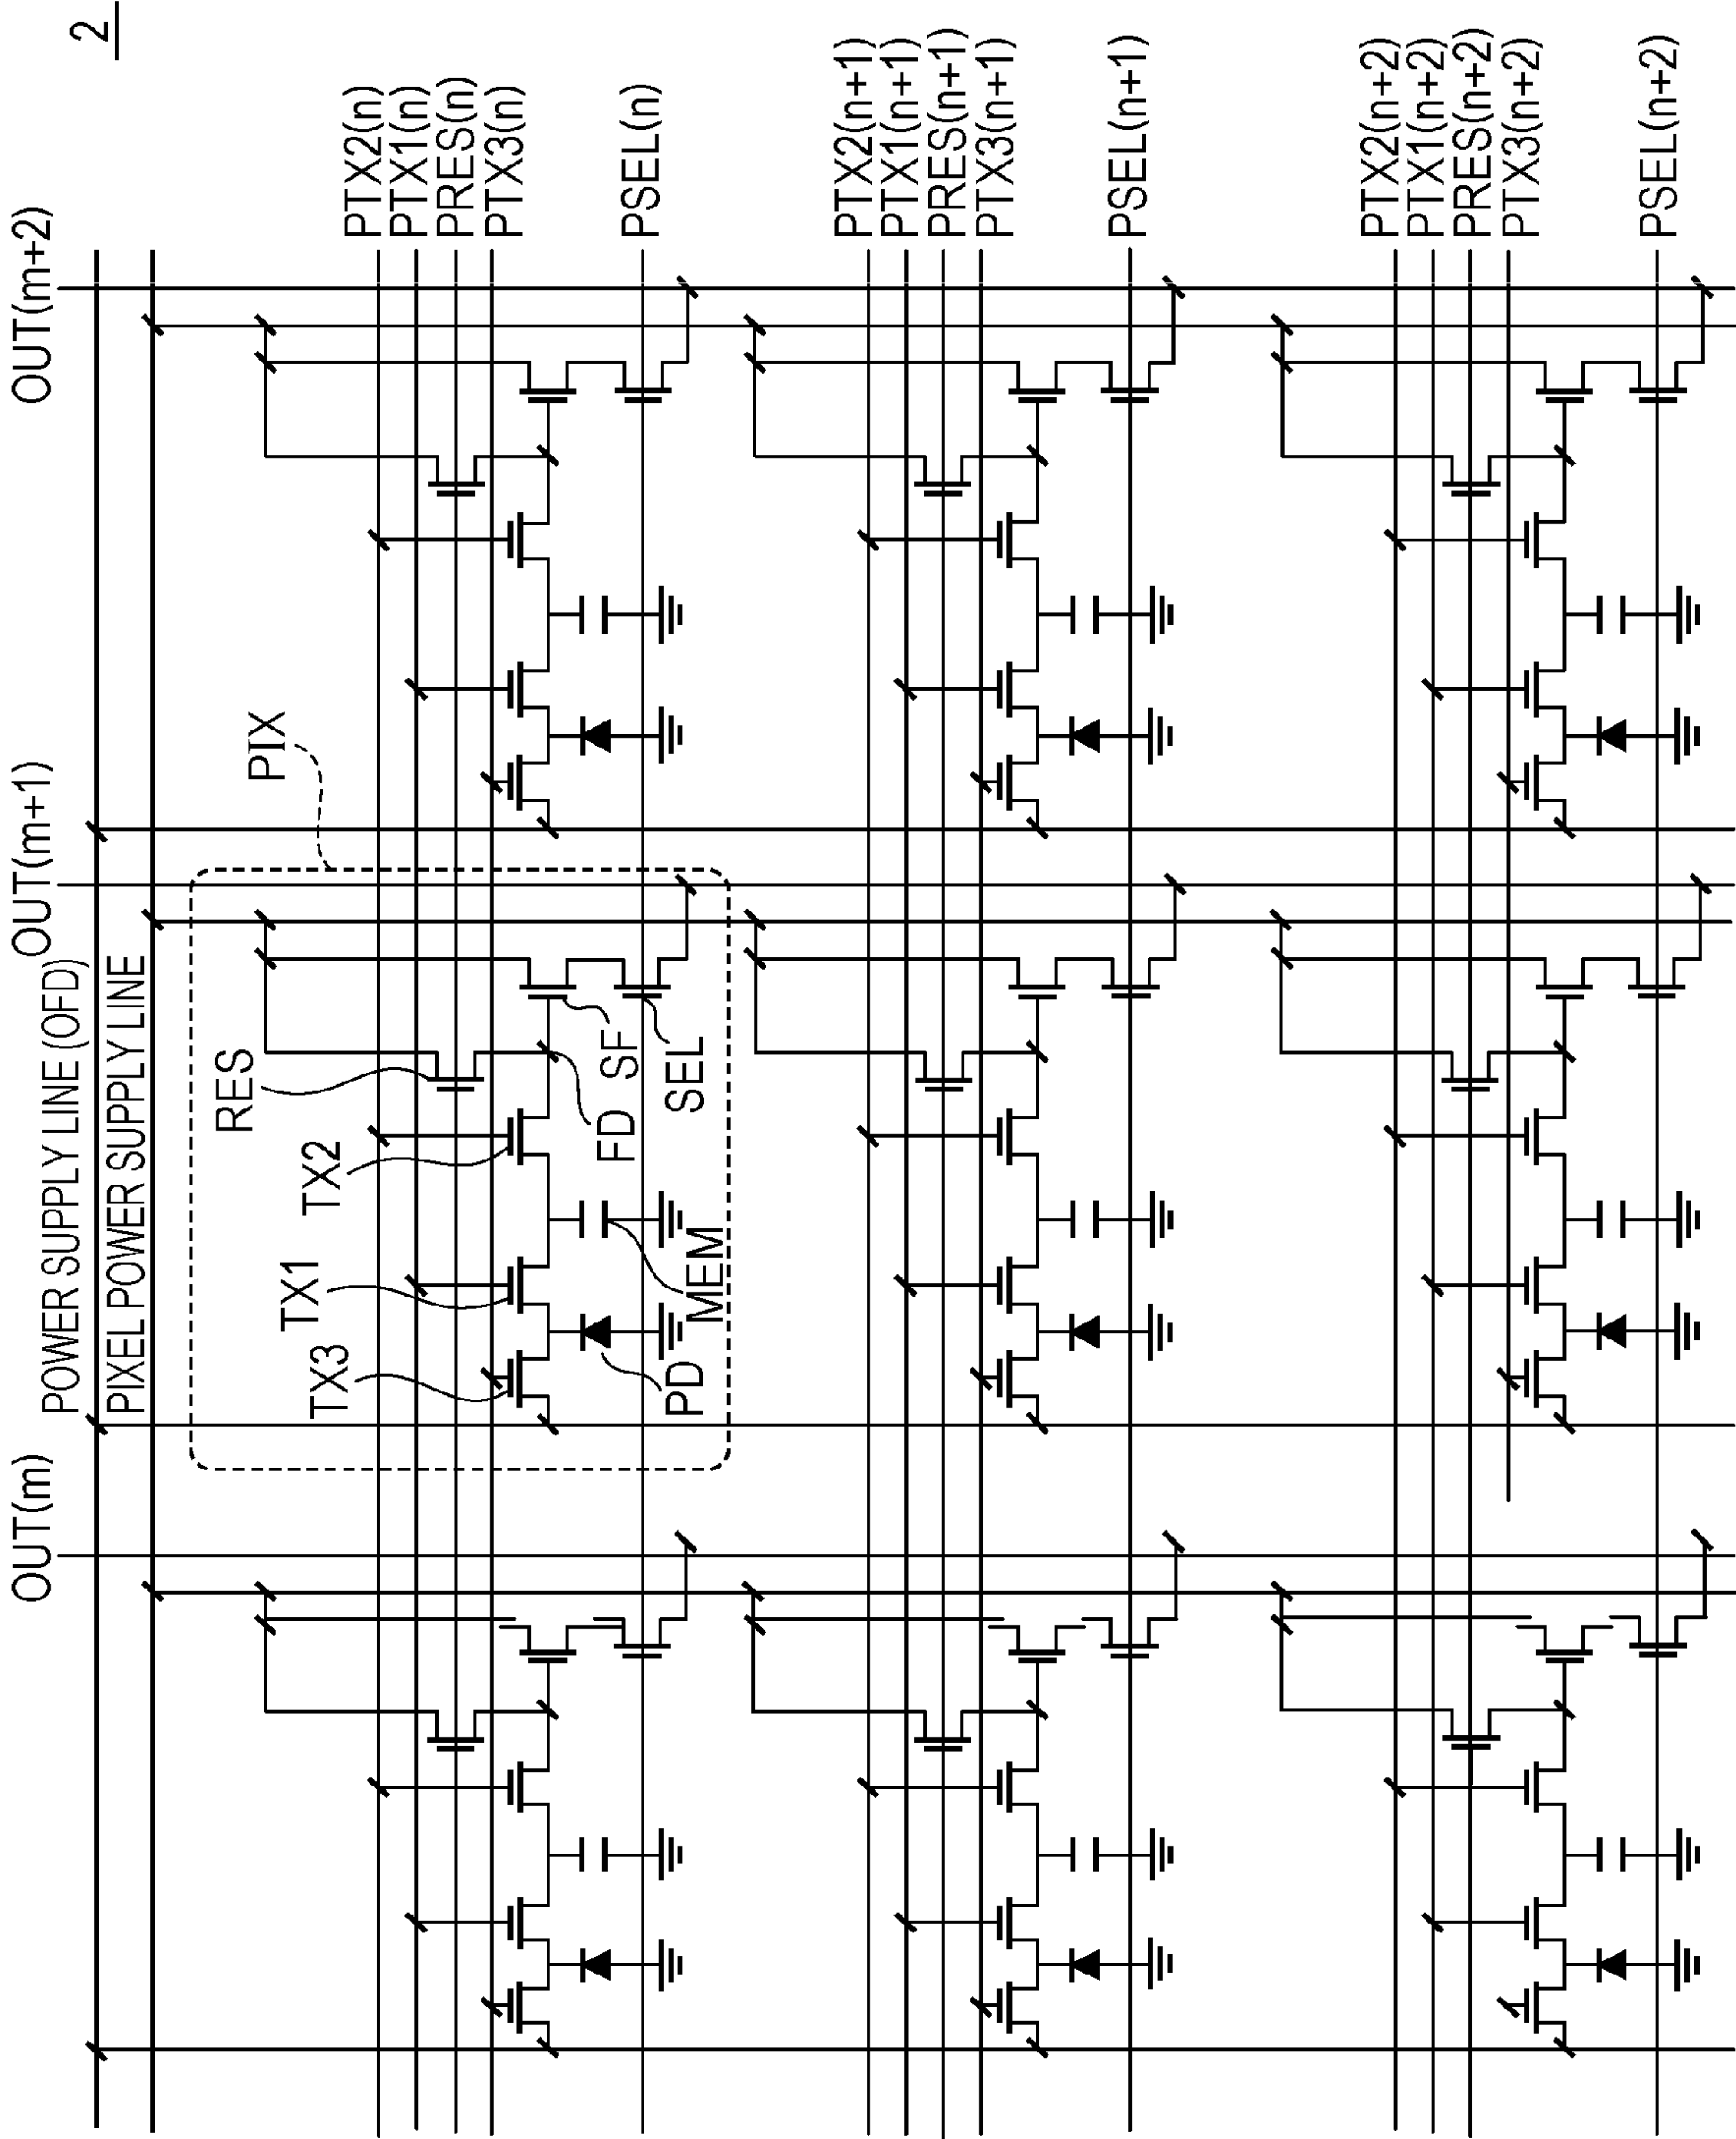 2
OUT(m)
OUT(m+1)
OUT(m+2)
POWER SUPPLY LINE (OFD)
PIXEL POWER SUPPLY LINE
PIX
RES
TX2
TX1
TX3
FD
SF
SEL
MEM
PD
PTX2(n)
PTX1(n)
PRES(n)
PTX3(n)
PSEL(n)
PTX2(n+1)
PTX1(n+1)
PRES(n+1)
PTX3(n+1)
PSEL(n+1)
PTX2(n+2)
PTX1(n+2)
PRES(n+2)
PTX3(n+2)
PSEL(n+2)